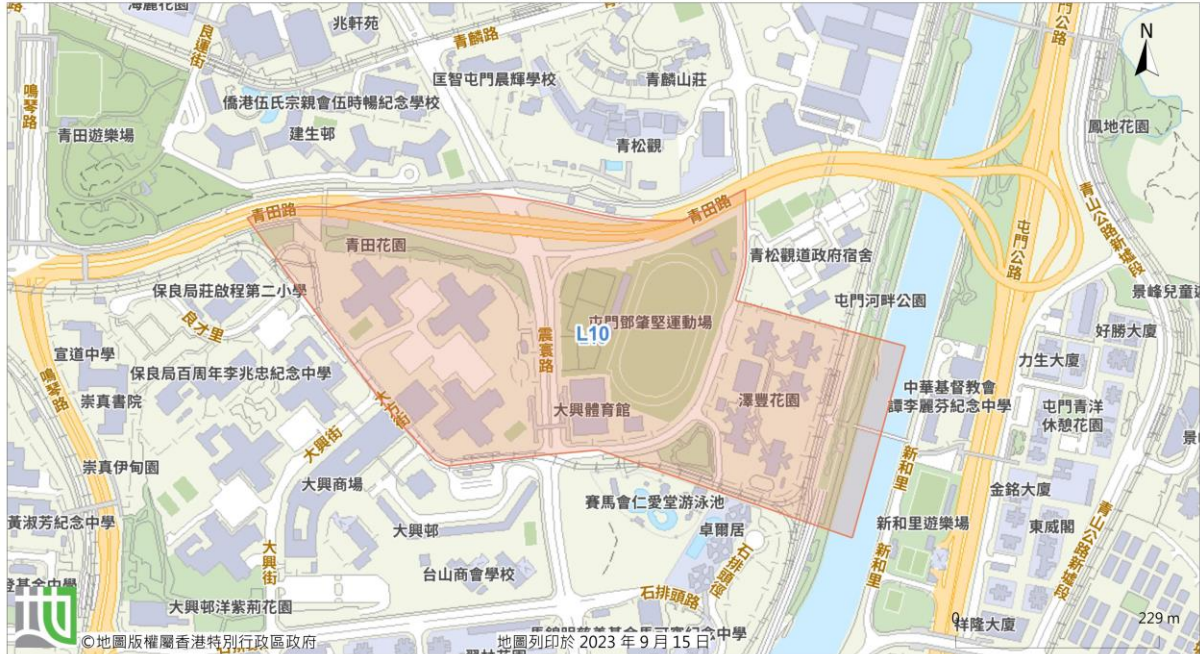 海麗花園
兆軒苑
良運街
青麟路
屯門公路
青山公路新墟段
N
鳴琴路
匡智屯門晨輝學校
青麟山莊
僑港伍氏宗親會伍時暢紀念學校
青田遊樂場
建生邨
青松觀
鳳地花園
青田路
青田路
青山公路新墟段
屯門公路
青田花園
青松觀道政府宿舍
保良局莊啟程第二小學
屯門河畔公園
屯門鄧肇堅運動場
L10
震寰路
良才里
好勝大廈
宣道中學
力生大廈
保良局百周年李兆忠紀念中學
鳴琴路
崇真書院
大方街
大興體育館
澤豐花園
中華基督教會
譚李麗芬紀念中學
屯門青洋
休憩花園
大興街
新和里
崇真伊甸園
大興商場
金銘大廈
賽馬會仁愛堂游泳池
黃淑芳紀念中學
大興邨
卓爾居
新和里遊樂場
東威閣
青山公路新墟段
大興街
台山商會學校
石排頭徑
新和里
石排頭路
大興邨洋紫荊花園
祥隆大廈
0
229 m
©地圖版權屬香港特別行政區政府
地圖列印於 2023 年 9 月 15 日